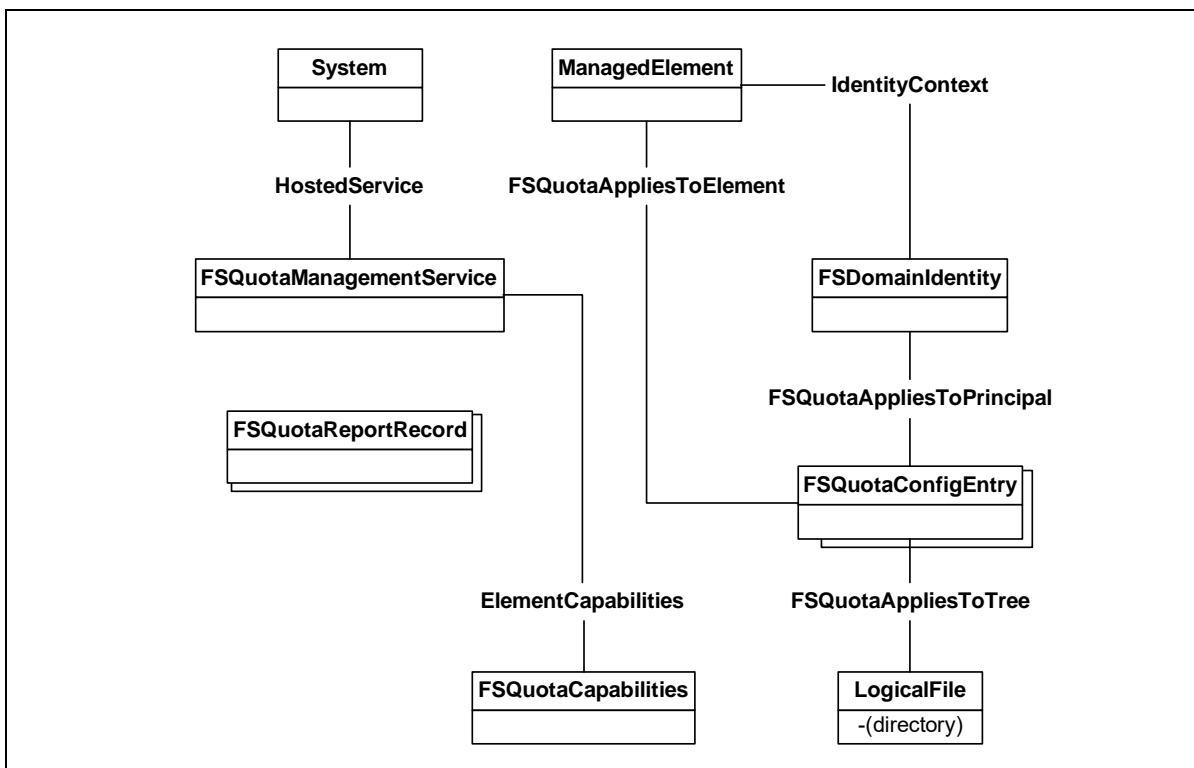 System
ManagedElement
IdentityContext
HostedService
FSQuotaAppliesToElement
FSQuotaManagementService
FSDomainIdentity
FSQuotaAppliesToPrincipal
FSQuotaReportRecord
FSQuotaConfigEntry
ElementCapabilities
FSQuotaAppliesToTree
FSQuotaCapabilities
LogicalFile
-(directory)